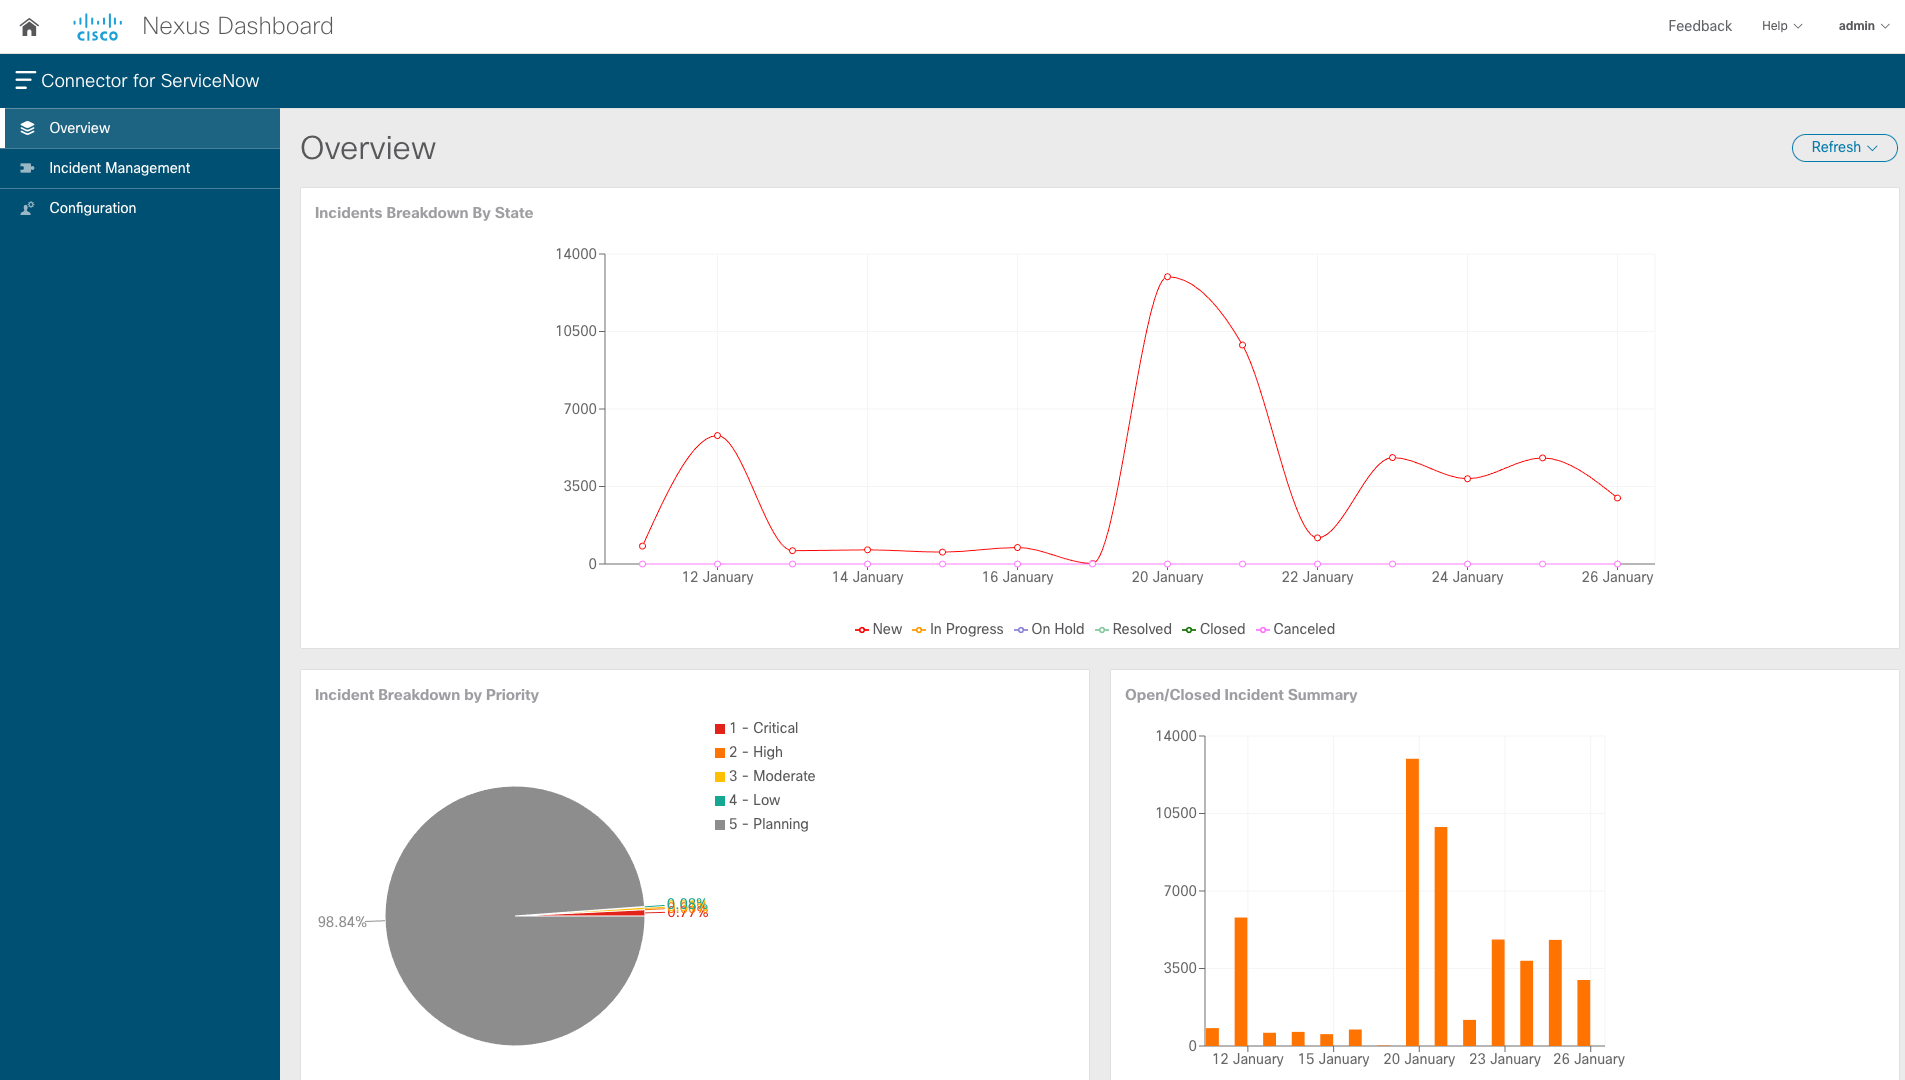 CISCO
Nexus Dashboard
Feedback
Help
admin
Connector for ServiceNow
Overview
Incident Management
Configuration
Overview
Refresh
Incidents Breakdown By State
14000
10500
7000
3500
0
12 January 14 January 16 January 20 January 22 January 24 January 26 January
New In Progress On Hold Resolved Closed Canceled
Incident Breakdown by Priority
1 - Critical
2 - High
3 - Moderate
4 - Low
5 - Planning
98.84%
0.08%
0.77%
Open/Closed Incident Summary
14000
10500
7000
3500
0
12 January 15 January 20 January 23 January 26 January